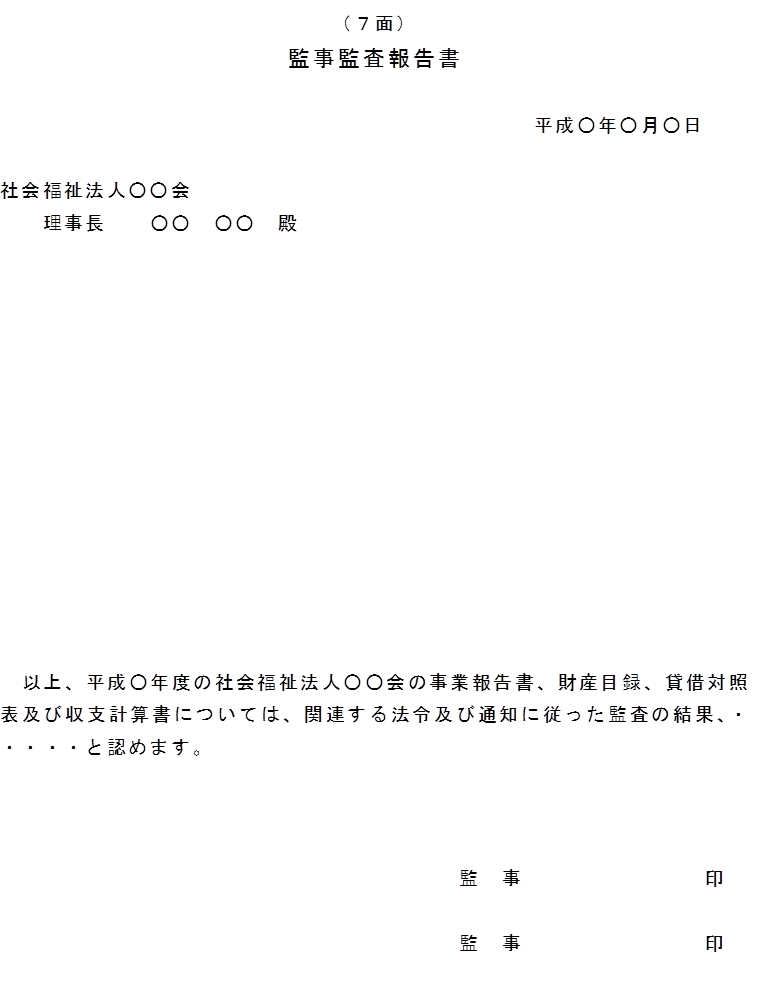 （７面）
監事監査報告書
平成〇年〇月〇日
社会福祉法人〇〇会
理事長　　〇〇　〇〇　殿
以上、平成〇年度の社会福祉法人〇〇会の事業報告書、財産目録、貸借対照
表及び収支計算書については、関連する法令及び通知に従った監査の結果、・
・・・・と認めます。
監　事　　　　　　　　　印
監　事　　　　　　　　　印